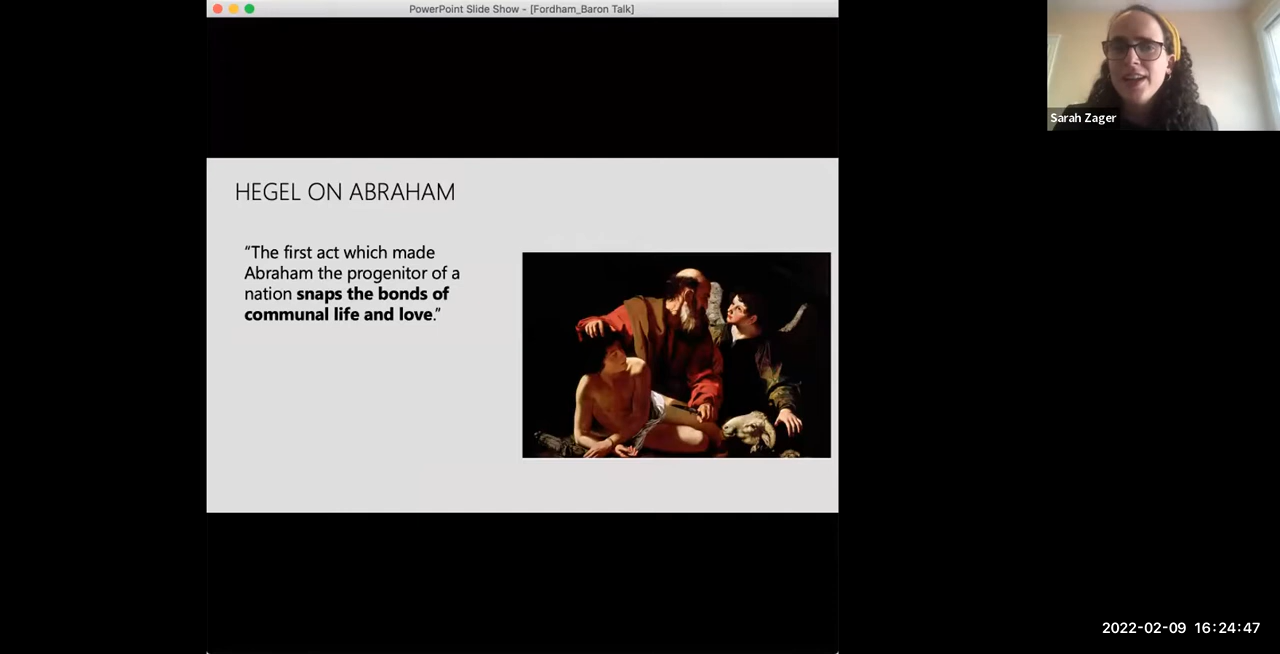 PowerPoint Slide Show - [Fordham_Baron Talk]
HEGEL ON ABRAHAM
“The first act which made
Abraham the progenitor of a
nation snaps the bonds of
communal life and love.”
Sarah Zager
2022-02-09 16:24:47